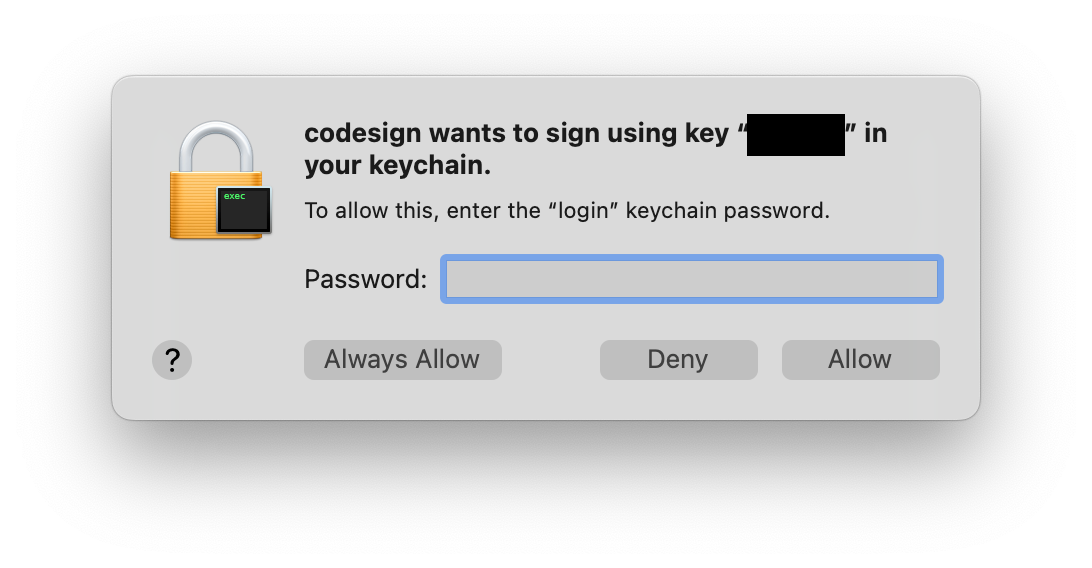 codesign wants to sign using key “” in
your keychain.
exec
To allow this, enter the “login” keychain password.
Password:
?
Always Allow
Deny
Allow